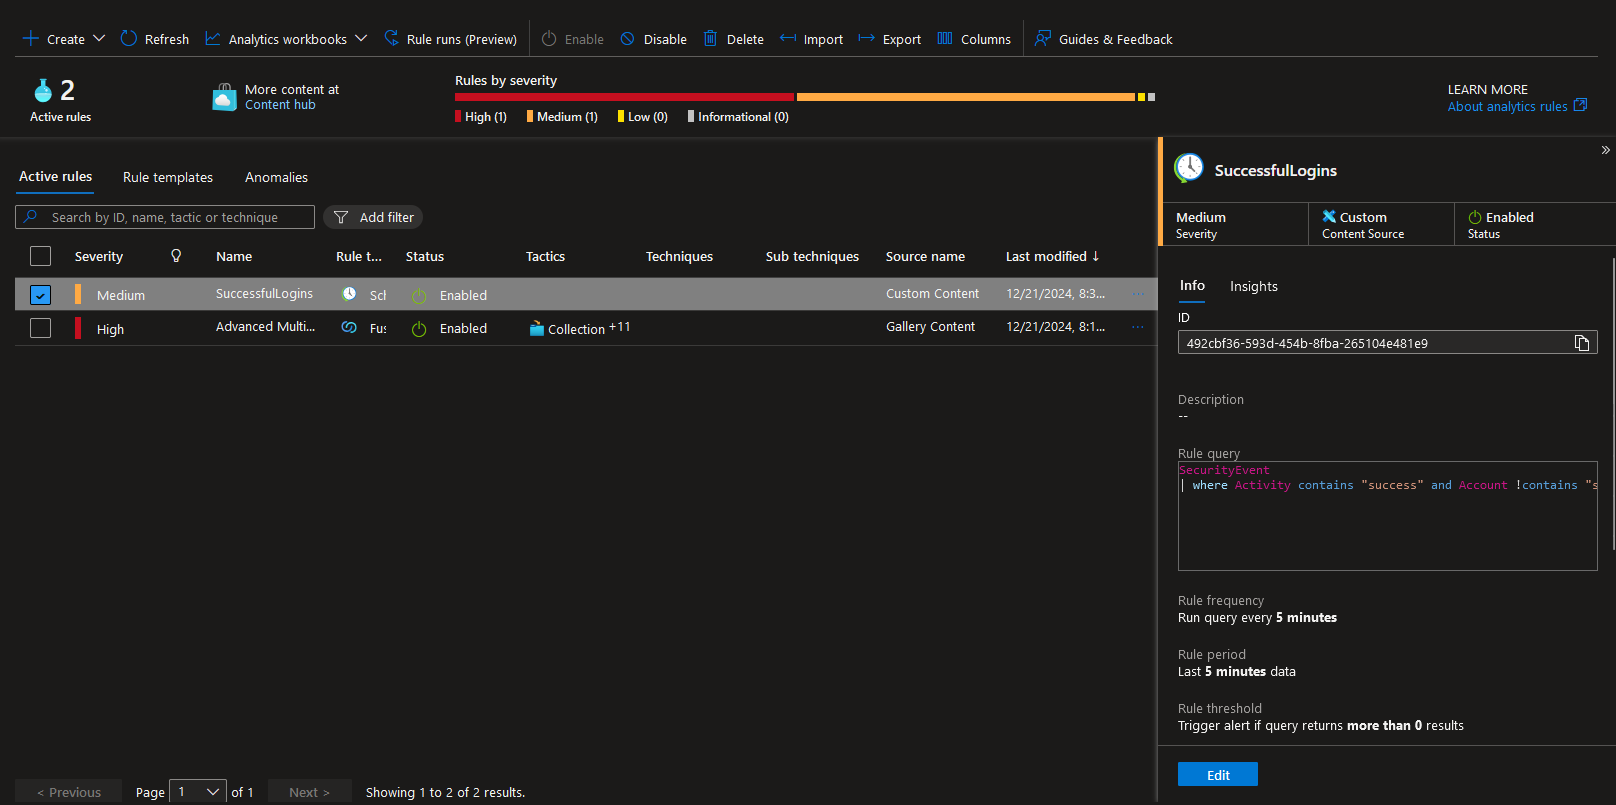 Create Refresh Analytics workbooks Rule runs (Preview) Enable Disable Delete Import Export Columns Guides & Feedback
2
Active rules
More content at
Content hub
Rules by severity
High (1) Medium (1) Low (0) Informational (0)
LEARN MORE
About analytics rules
Active rules Rule templates Anomalies
Search by ID, name, tactic or technique
Add filter
Severity Name Rule t... Status Tactics Techniques Sub techniques Source name Last modified ↓
Medium SuccessfulLogins Sch Enabled Custom Content 12/21/2024, 8:3... ...
High Advanced Multi... Fus Enabled Collection +11 Gallery Content 12/21/2024, 8:1... ...
< Previous Page 1 of 1 Next > Showing 1 to 2 of 2 results.
»
SuccessfulLogins
Medium Custom Enabled
Severity Content Source Status
Info Insights
ID
492cbf36-593d-454b-8fba-265104e481e9
Description
--
Rule query
SecurityEvent
| where Activity contains "success" and Account !contains "s
Rule frequency
Run query every 5 minutes
Rule period
Last 5 minutes data
Rule threshold
Trigger alert if query returns more than 0 results
Edit